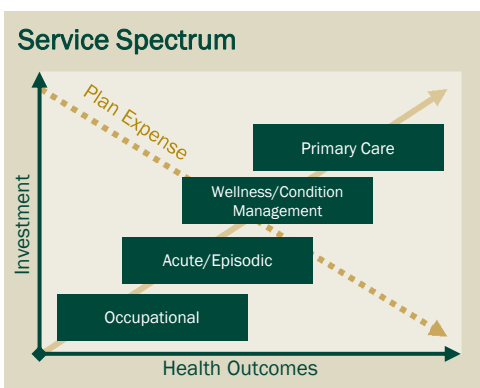 Service Spectrum
Plan Expense
Primary Care
Wellness/Condition
Management
Acute/Episodic
Occupational
Investment
Health Outcomes